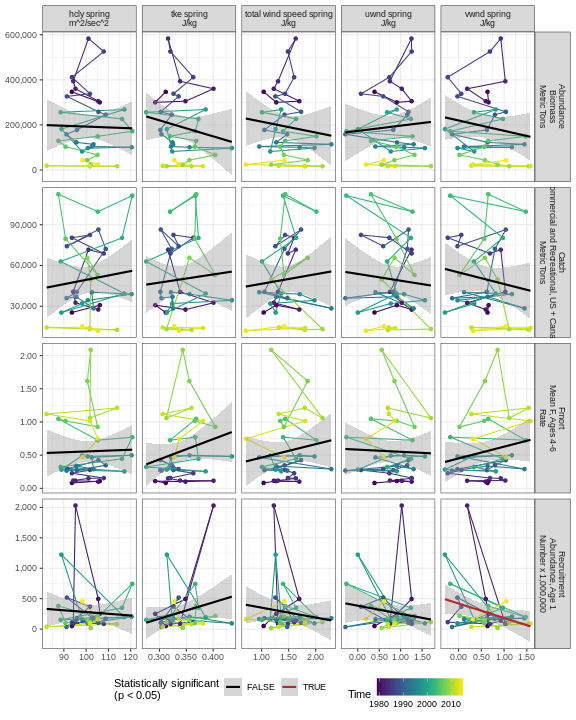 hcly spring
m^2/sec^2
tke spring
J/kg
total wind speed spring
J/kg
uwnd spring
J/kg
vwnd spring
J/kg
600,000
400,000
200,000
0
Abundance
Biomass
Metric Tons
90,000
60,000
30,000
Catch
ommercial and Recreational, US + Cana
Metric Tons
2.00
1.50
1.00
0.50
0.00
Fmort
Mean F, Ages 4-6
Rate
2,000
1,500
1,000
500
0
Recruitment
Abundance, Age 1
Number x 1,000,000
90 100 110 120
0.300 0.350 0.400
1.00 1.50 2.00
0.00 0.50 1.00 1.50
0.00 0.50 1.00 1.50
Statistically significant
(p < 0.05)
FALSE
TRUE
Time
1980 1990 2000 2010